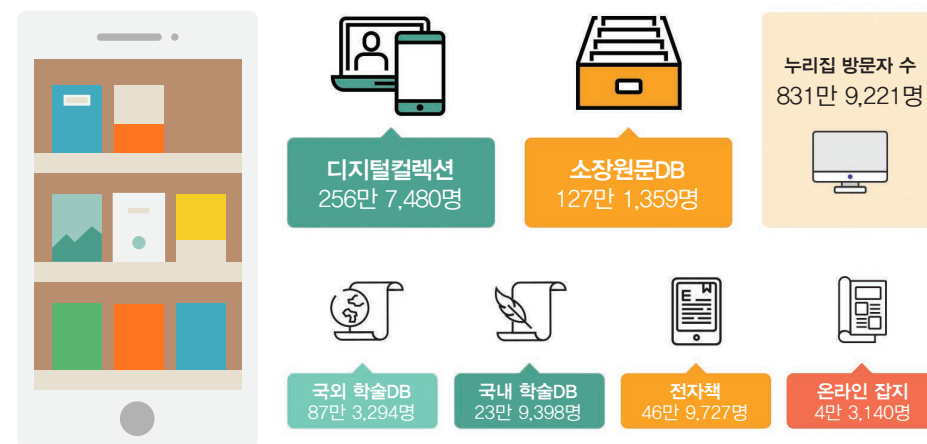 누리집 방문자 수
831만 9,221명
디지털컬렉션
256만 7,480명
소장원문DB
127만 1,359명
E W
국외 학술DB
87만 3,294명
국내 학술DB
23만 9,398명
전자책
46만 9,727명
온라인 잡지
4만 3,140명